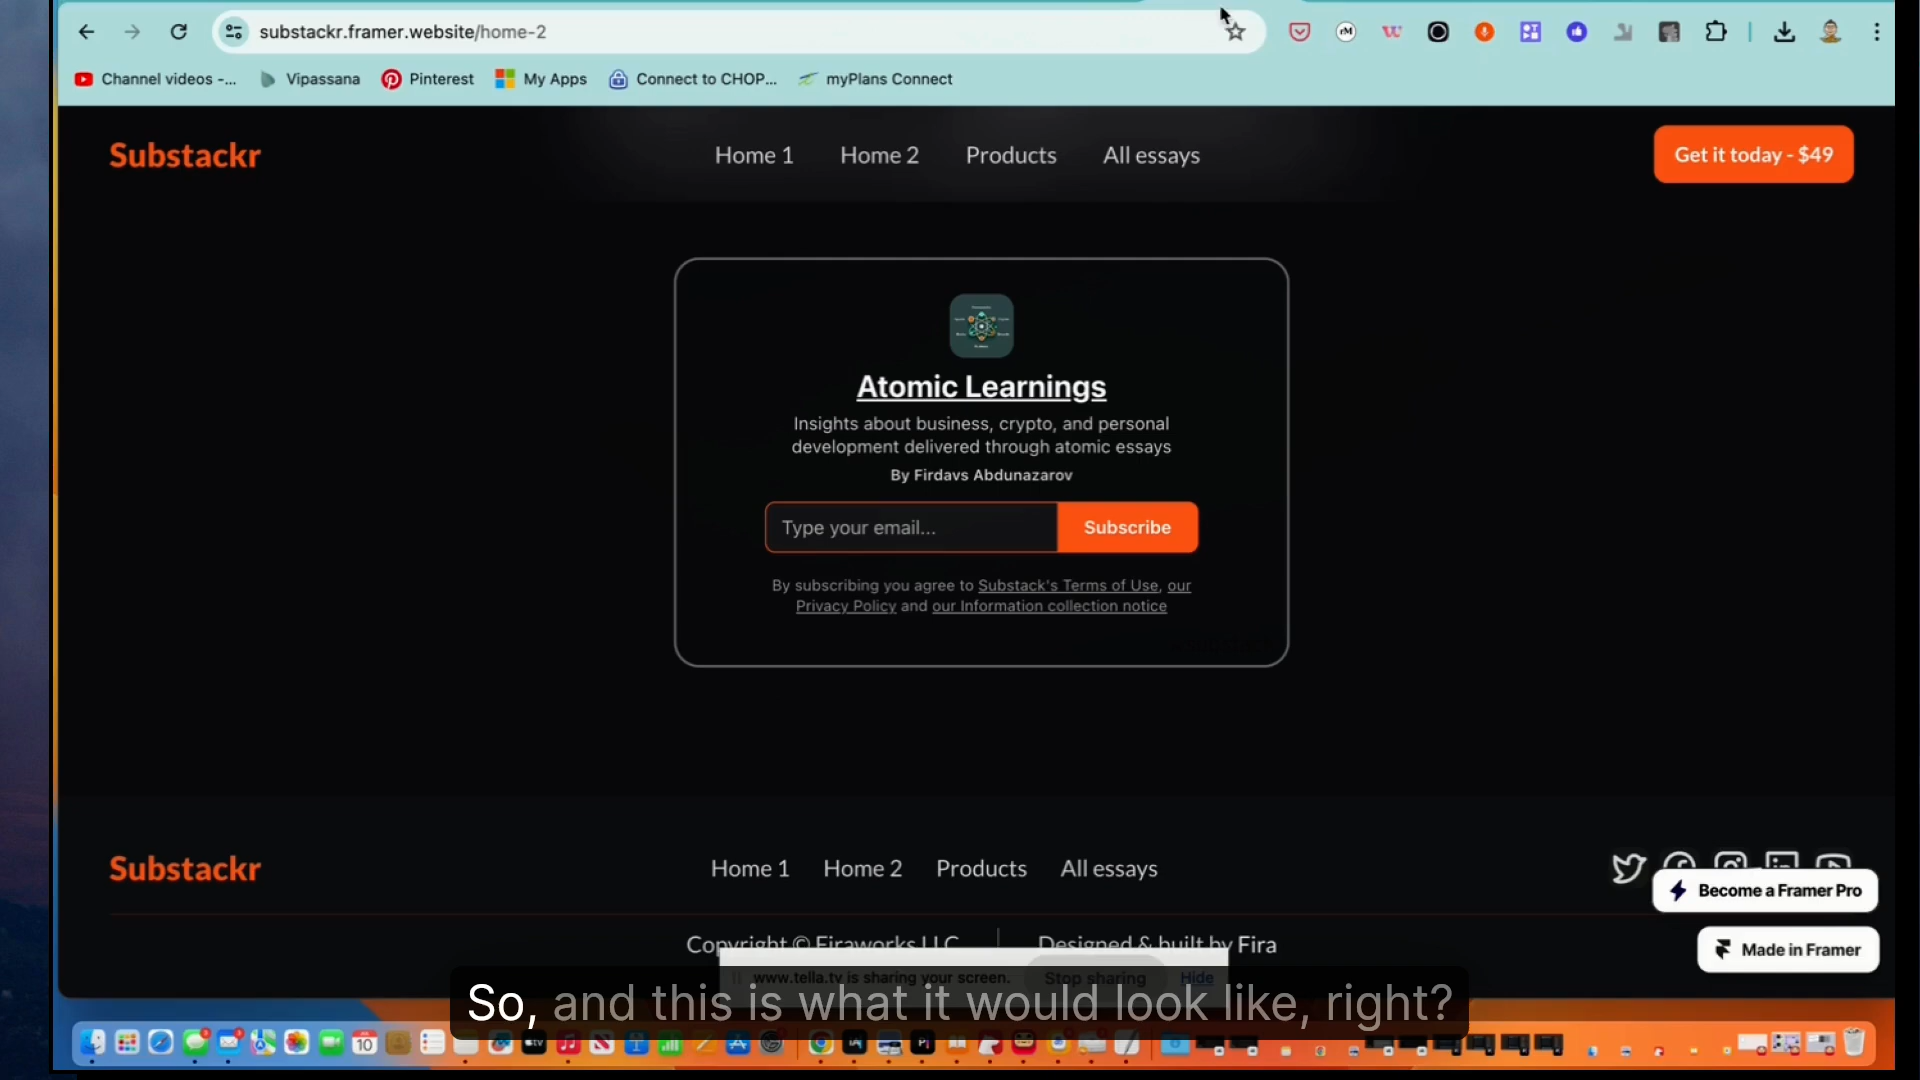 substackr.framer.website/home-2
Channel videos -...
Vipassana
Pinterest
My Apps
Connect to CHOP...
myPlans Connect
Substackr
Home 1
Home 2
Products
All essays
Get it today - $49
Atomic Learnings
Insights about business, crypto, and personal
development delivered through atomic essays
By Firdavs Abdunazarov
Type your email...
Subscribe
By subscribing you agree to Substack's Terms of Use, our
Privacy Policy and our Information collection notice
Substackr
Home 1
Home 2
Products
All essays
Become a Framer Pro
Copyright © Firaworks LLC
Designed & built by Fira
Made in Framer
www.tella.tv is sharing your screen.
Stop sharing
Hide
So, and this is what it would look like, right?